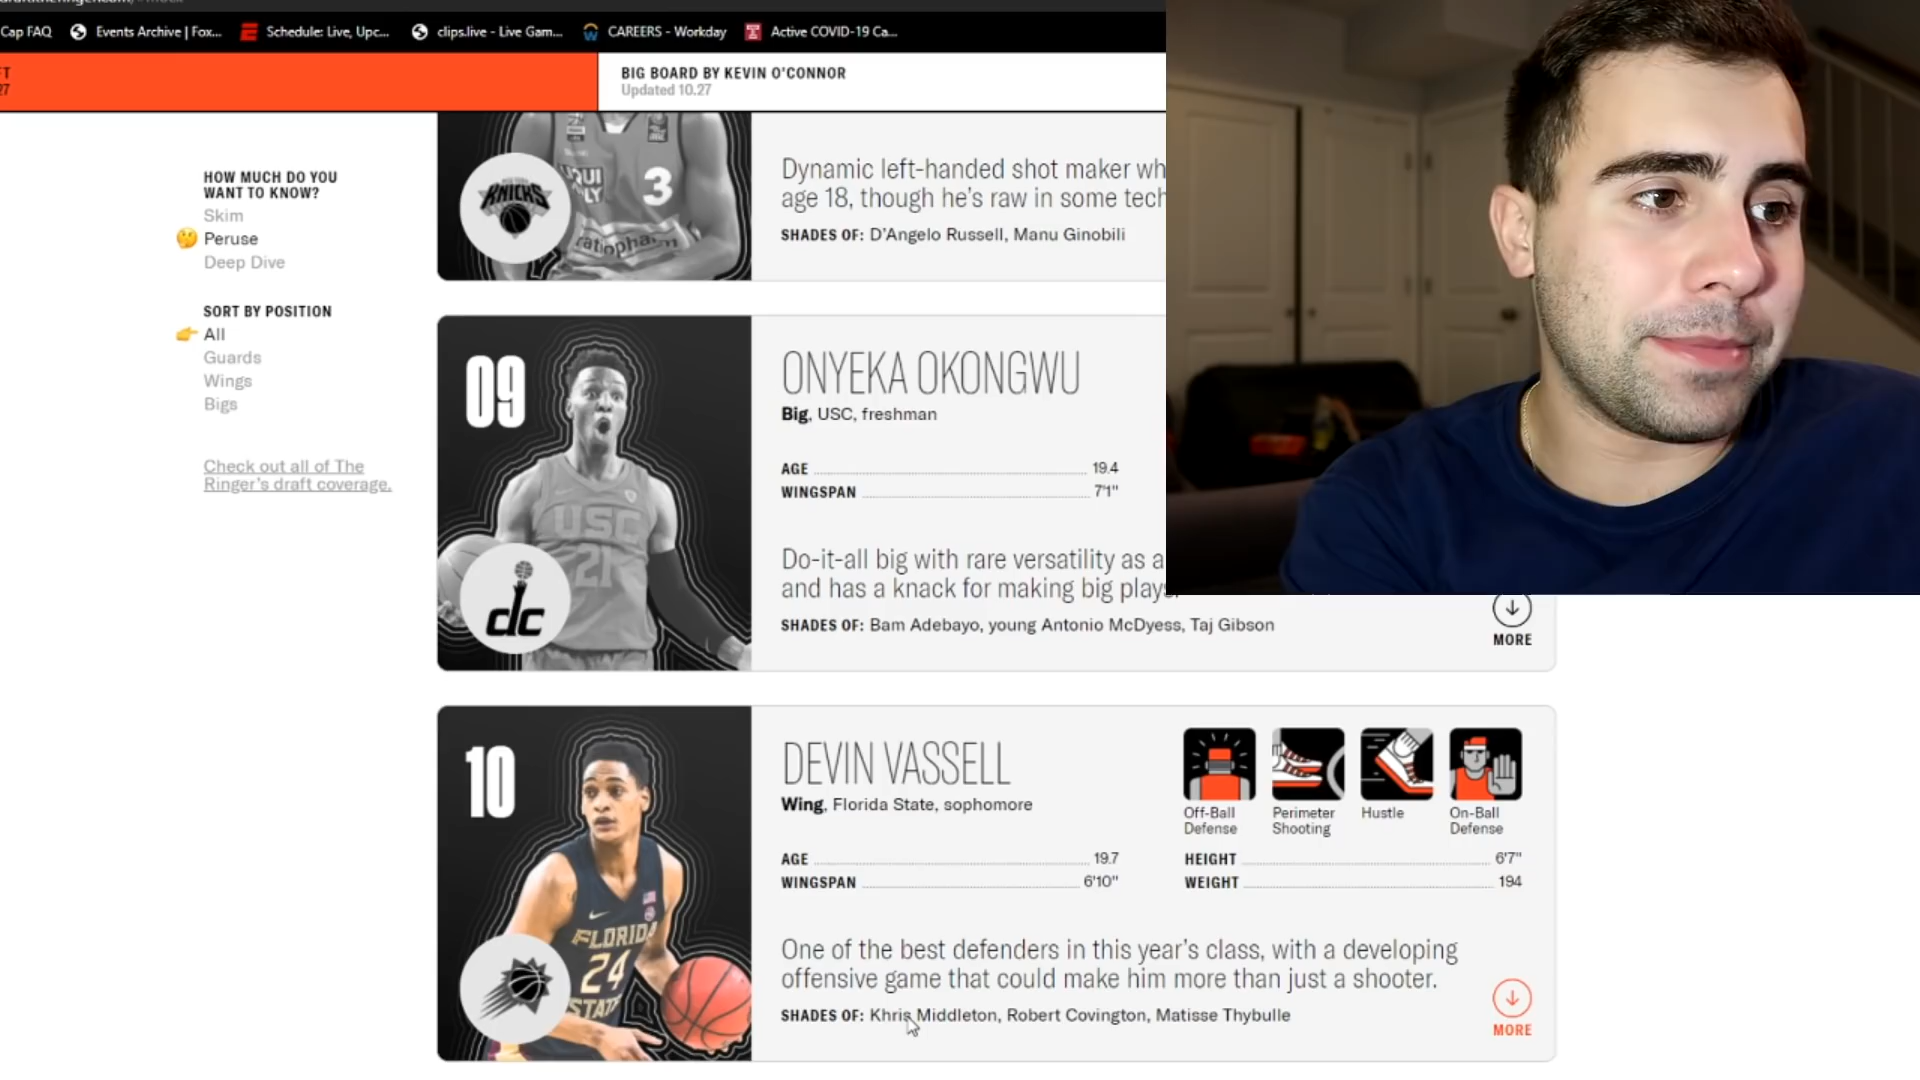 Cap FAQ
Events Archive | Fox...
Schedule: Live, Upc...
clips.live - Live Gam...
CAREERS - Workday
Active COVID-19 Ca...
BIG BOARD BY KEVIN O'CONNOR
Updated 10.27
HOW MUCH DO YOU
WANT TO KNOW?
Skim
Peruse
Deep Dive
SORT BY POSITION
All
Guards
Wings
Bigs
Check out all of The
Ringer's draft coverage.
KNICKS
3
ratiopharm
Dynamic left-handed shot maker wh
age 18, though he's raw in some tech
SHADES OF: D'Angelo Russell, Manu Ginobili
09
USC
21
dc
ONYEKA OKONGWU
Big, USC, freshman
AGE 19.4
WINGSPAN 7'1"
Do-it-all big with rare versatility as a
and has a knack for making big plays.
SHADES OF: Bam Adebayo, young Antonio McDyess, Taj Gibson
MORE
10
FLORIDA
24
STATE
DEVIN VASSELL
Wing, Florida State, sophomore
Off-Ball
Defense
Perimeter
Shooting
Hustle
On-Ball
Defense
AGE 19.7
WINGSPAN 6'10"
HEIGHT 6'7"
WEIGHT 194
One of the best defenders in this year's class, with a developing
offensive game that could make him more than just a shooter.
SHADES OF: Khris Middleton, Robert Covington, Matisse Thybulle
MORE